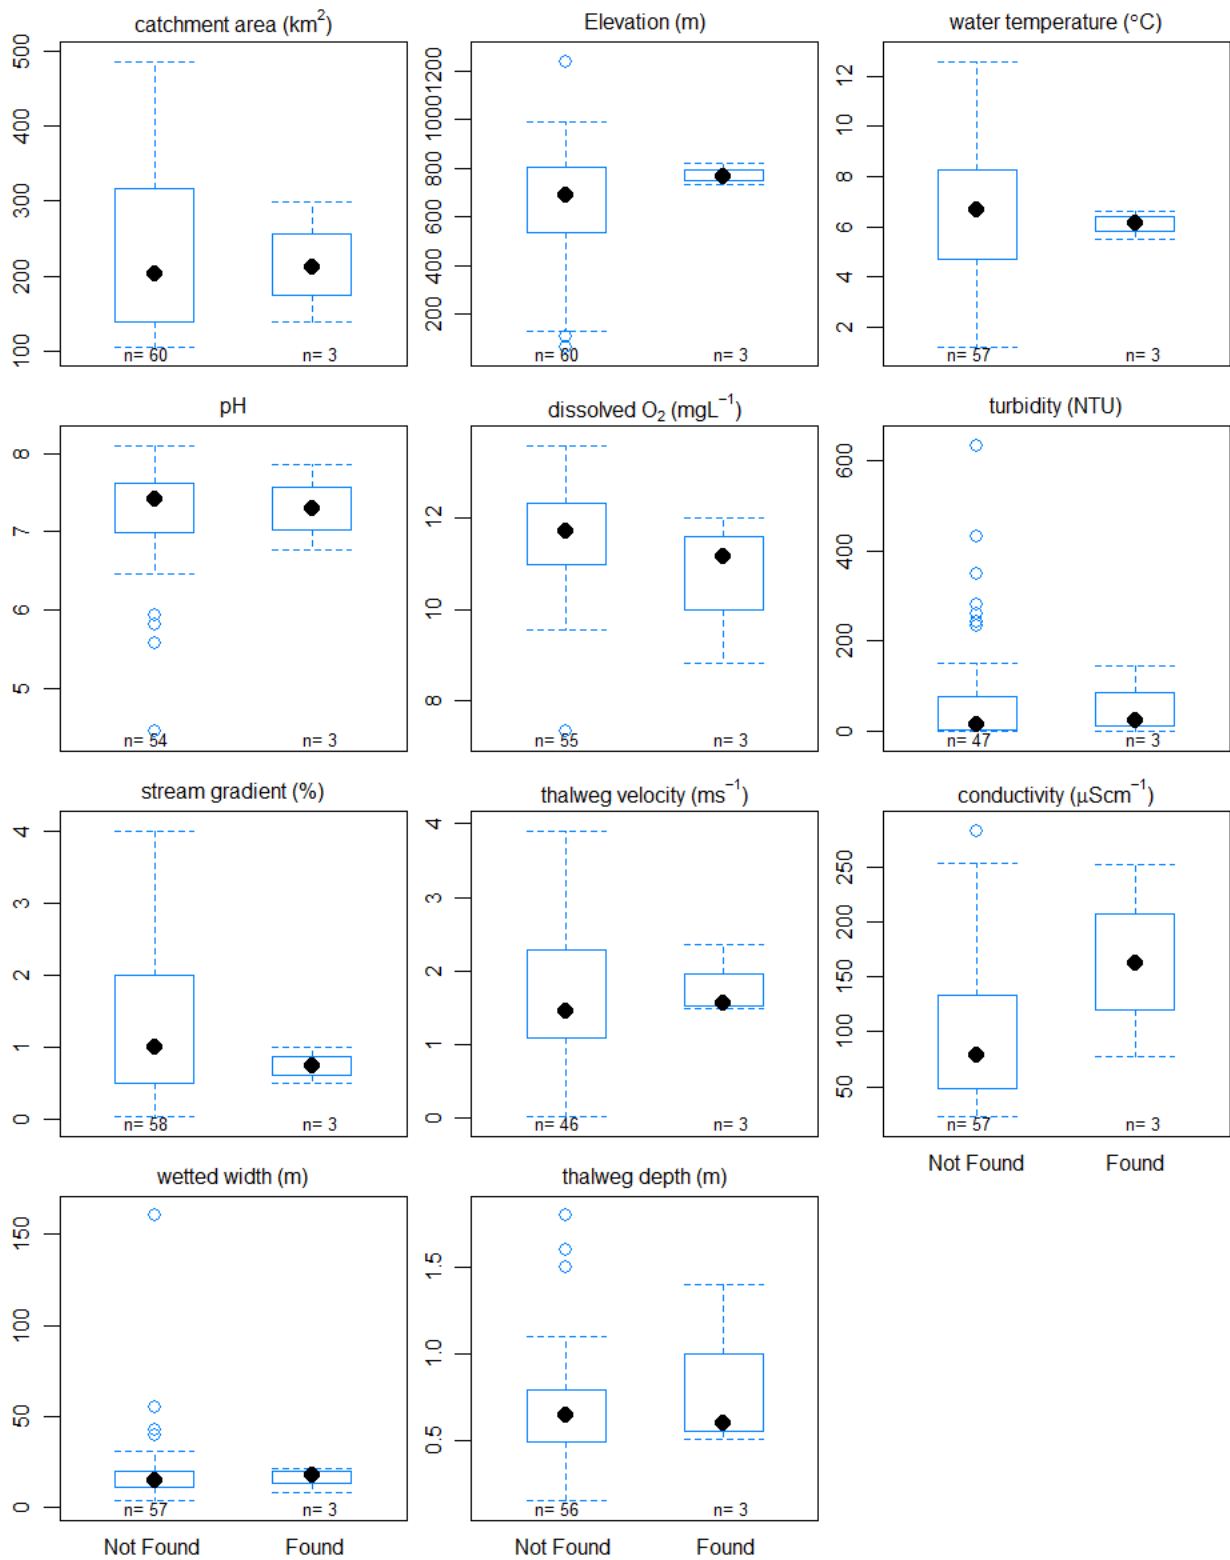 catchment area (km²) Elevation (m) water temperature (°C)
500 400 300 200 100
n= 60 n= 3
1200 1000 800 600 400 200
n= 60 n= 3
12 10 8 6 4 2
n= 57 n= 3
pH dissolved O₂ (mgL⁻¹) turbidity (NTU)
8 7 6 5
n= 54 n= 3
12 10 8
n= 55 n= 3
600 400 200 0
n= 47 n= 3
stream gradient (%) thalweg velocity (ms⁻¹) conductivity (μScm⁻¹)
4 3 2 1 0
n= 58 n= 3
4 3 2 1 0
n= 46 n= 3
250 200 150 100 50
n= 57 n= 3
Not Found Found
wetted width (m) thalweg depth (m)
150 100 50 0
n= 57 n= 3
1.5 1.0 0.5
n= 56 n= 3
Not Found Found Not Found Found